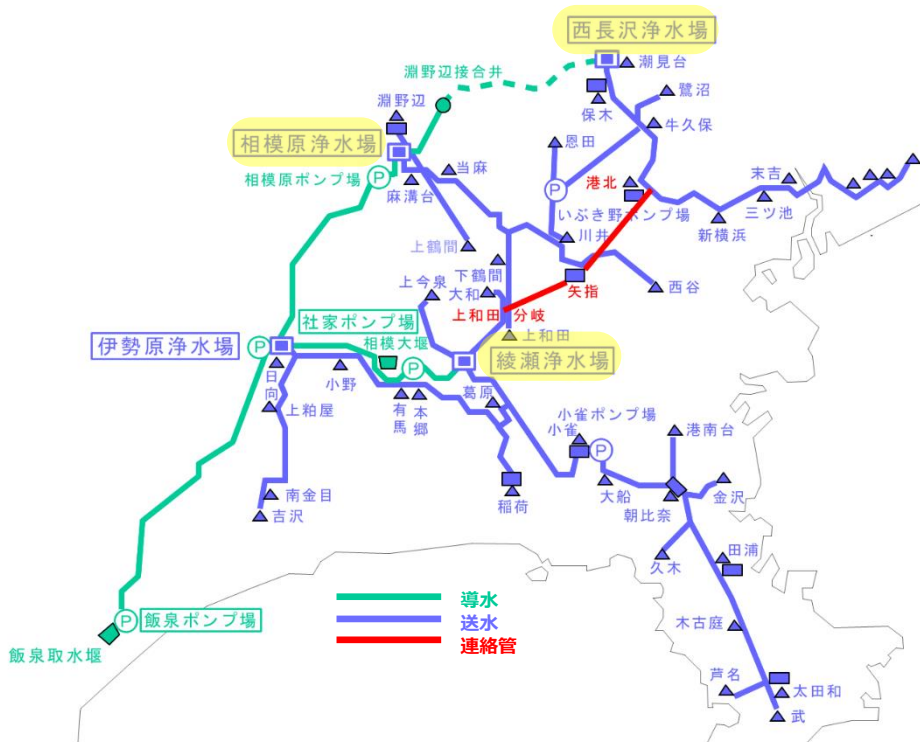 西長沢浄水場
潮見台
淵野辺接合井
鷺沼
保木
淵野辺
牛久保
恩田
相模原浄水場
当麻
末吉
相模原ポンプ場
麻溝台
港北
P
P
いぶき野ポンプ場
三ツ池
新横浜
川井
上鶴間
下鶴間
上今泉
大和
矢指
西谷
社家ポンプ場
上和田 分岐
上和田
伊勢原浄水場
P
相模大堰
P
綾瀬浄水場
日向
小野
葛原
上粕屋
有馬
本郷
小雀ポンプ場
小雀
P
港南台
南金目
稲荷
大船
朝比奈
金沢
吉沢
久木
田浦
導水
送水
連絡管
P
飯泉ポンプ場
飯泉取水堰
木古庭
芦名
太田和
武